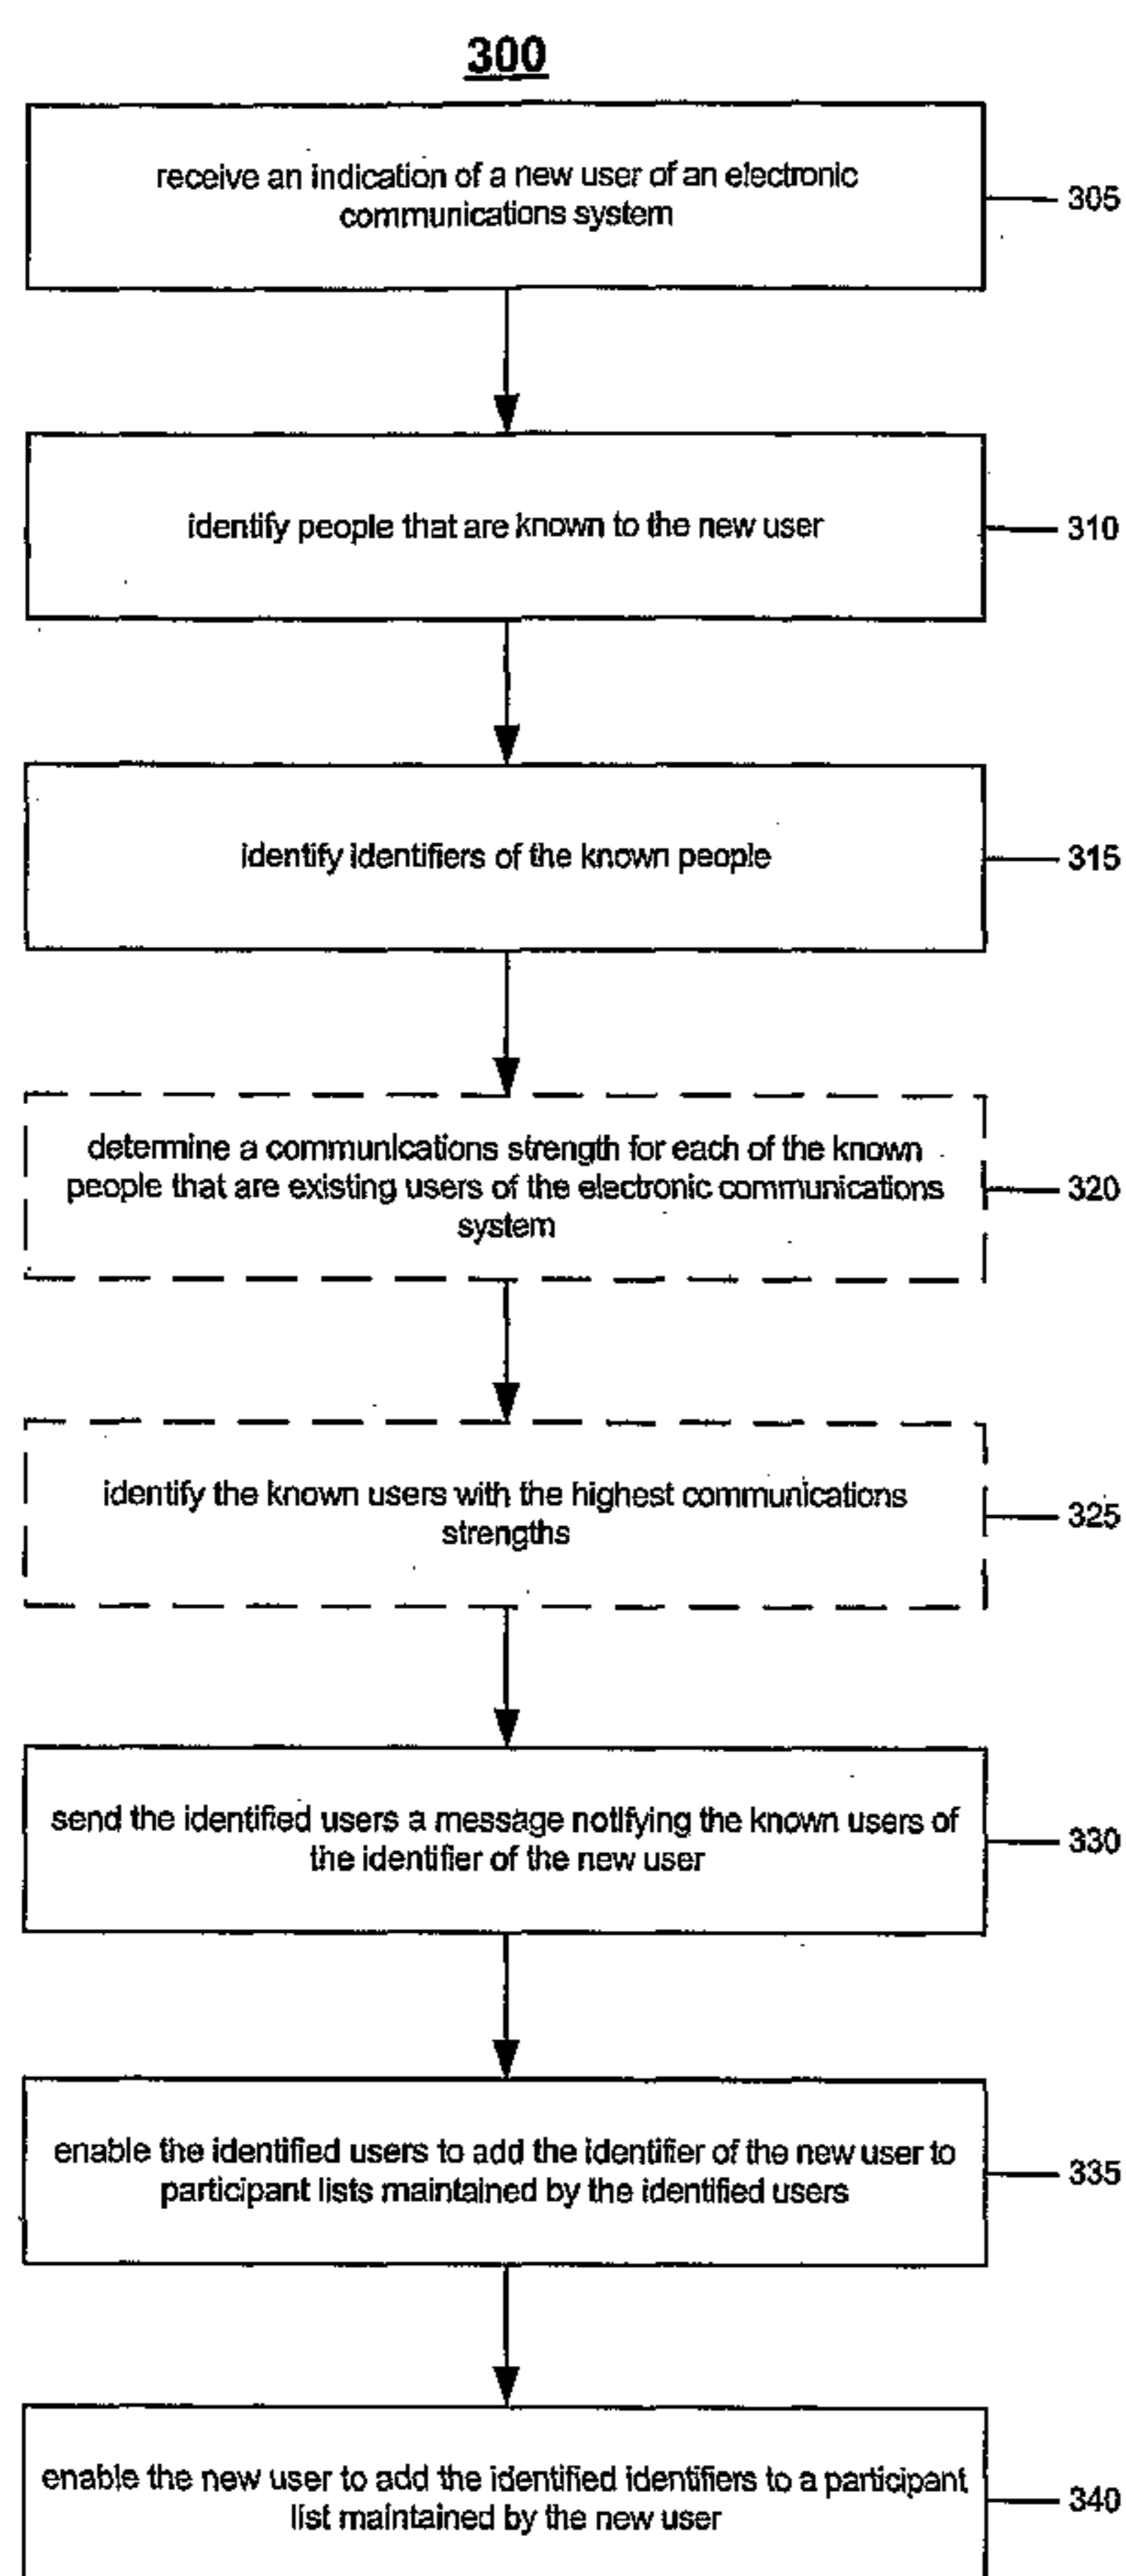 300
receive an indication of a new user of an electronic
communications system
305
identify people that are known to the new user
310
identify identifiers of the known people
315
determine a communications strength for each of the known
people that are existing users of the electronic communications
system
320
identify the known users with the highest communications
strengths
325
send the identified users a message notifying the known users of
the identifier of the new user
330
enable the identified users to add the identifier of the new user to
participant lists maintained by the identified users
335
enable the new user to add the identified identifiers to a participant
list maintained by the new user
340